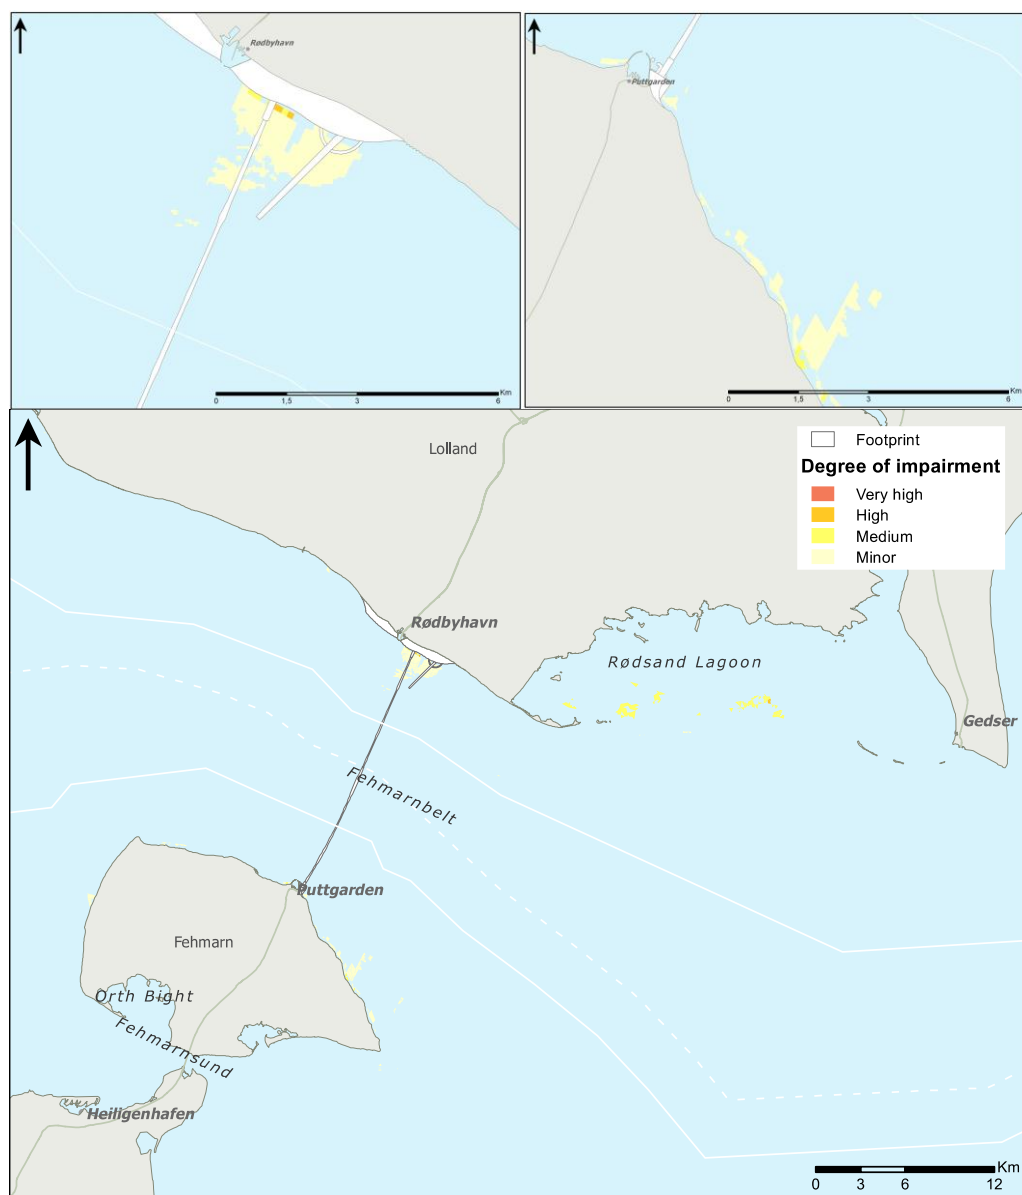 Rødbyhavn
Km
0
1,5
3
6
Puttgarden
Km
0
1,5
3
6
Lolland
Footprint
Degree of impairment
Very high
High
Medium
Minor
Rødbyhavn
Rødsand Lagoon
Gedser
Fehmarnbelt
Puttgarden
Fehmarn
Orth Bight
Fehmarnsund
Heiligenhafen
Km
0 3 6 12